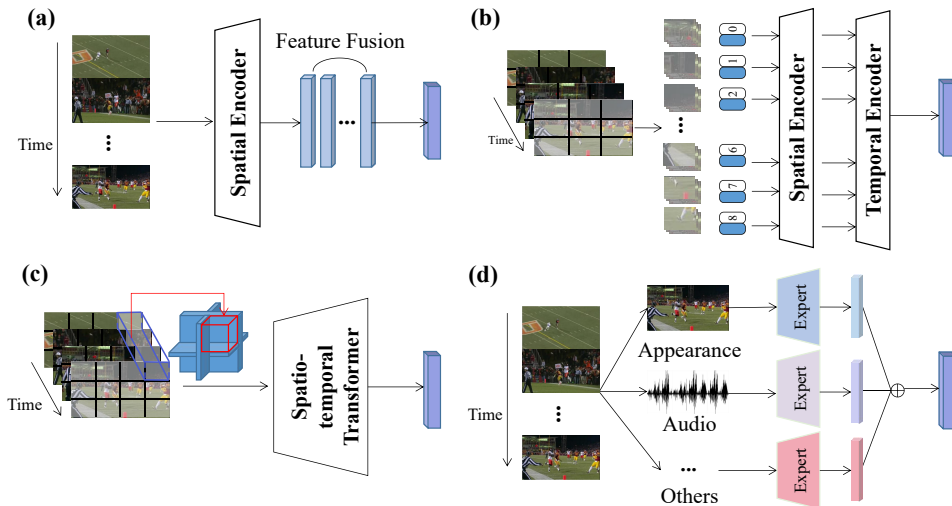 (a)
Time
Spatial Encoder
Feature Fusion
(b)
Time
0
1
2
6
7
8
Spatial Encoder
Temporal Encoder
(c)
Time
Spatio-
temporal
Transformer
(d)
Time
Appearance
Audio
Others
Expert
Expert
Expert